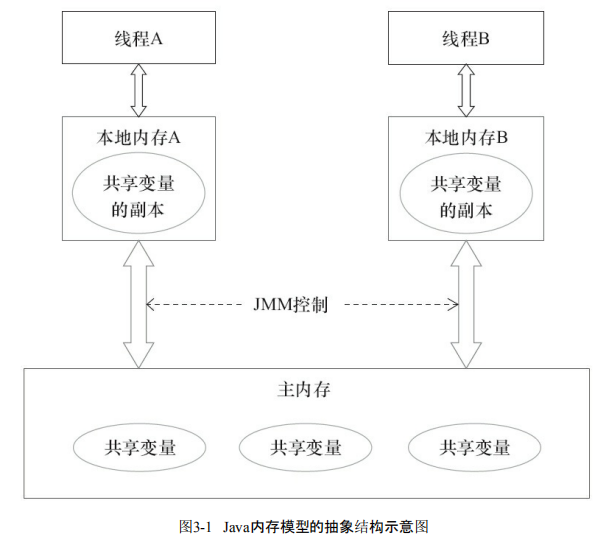 线程A
线程B
本地内存A
本地内存B
共享变量
的副本
共享变量
的副本
JMM控制
主内存
共享变量
共享变量
共享变量
图3-1 Java内存模型的抽象结构示意图